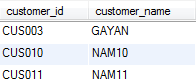 customer_id customer_name
CUS003 GAYAN
CUS010 NAM10
CUS011 NAM11